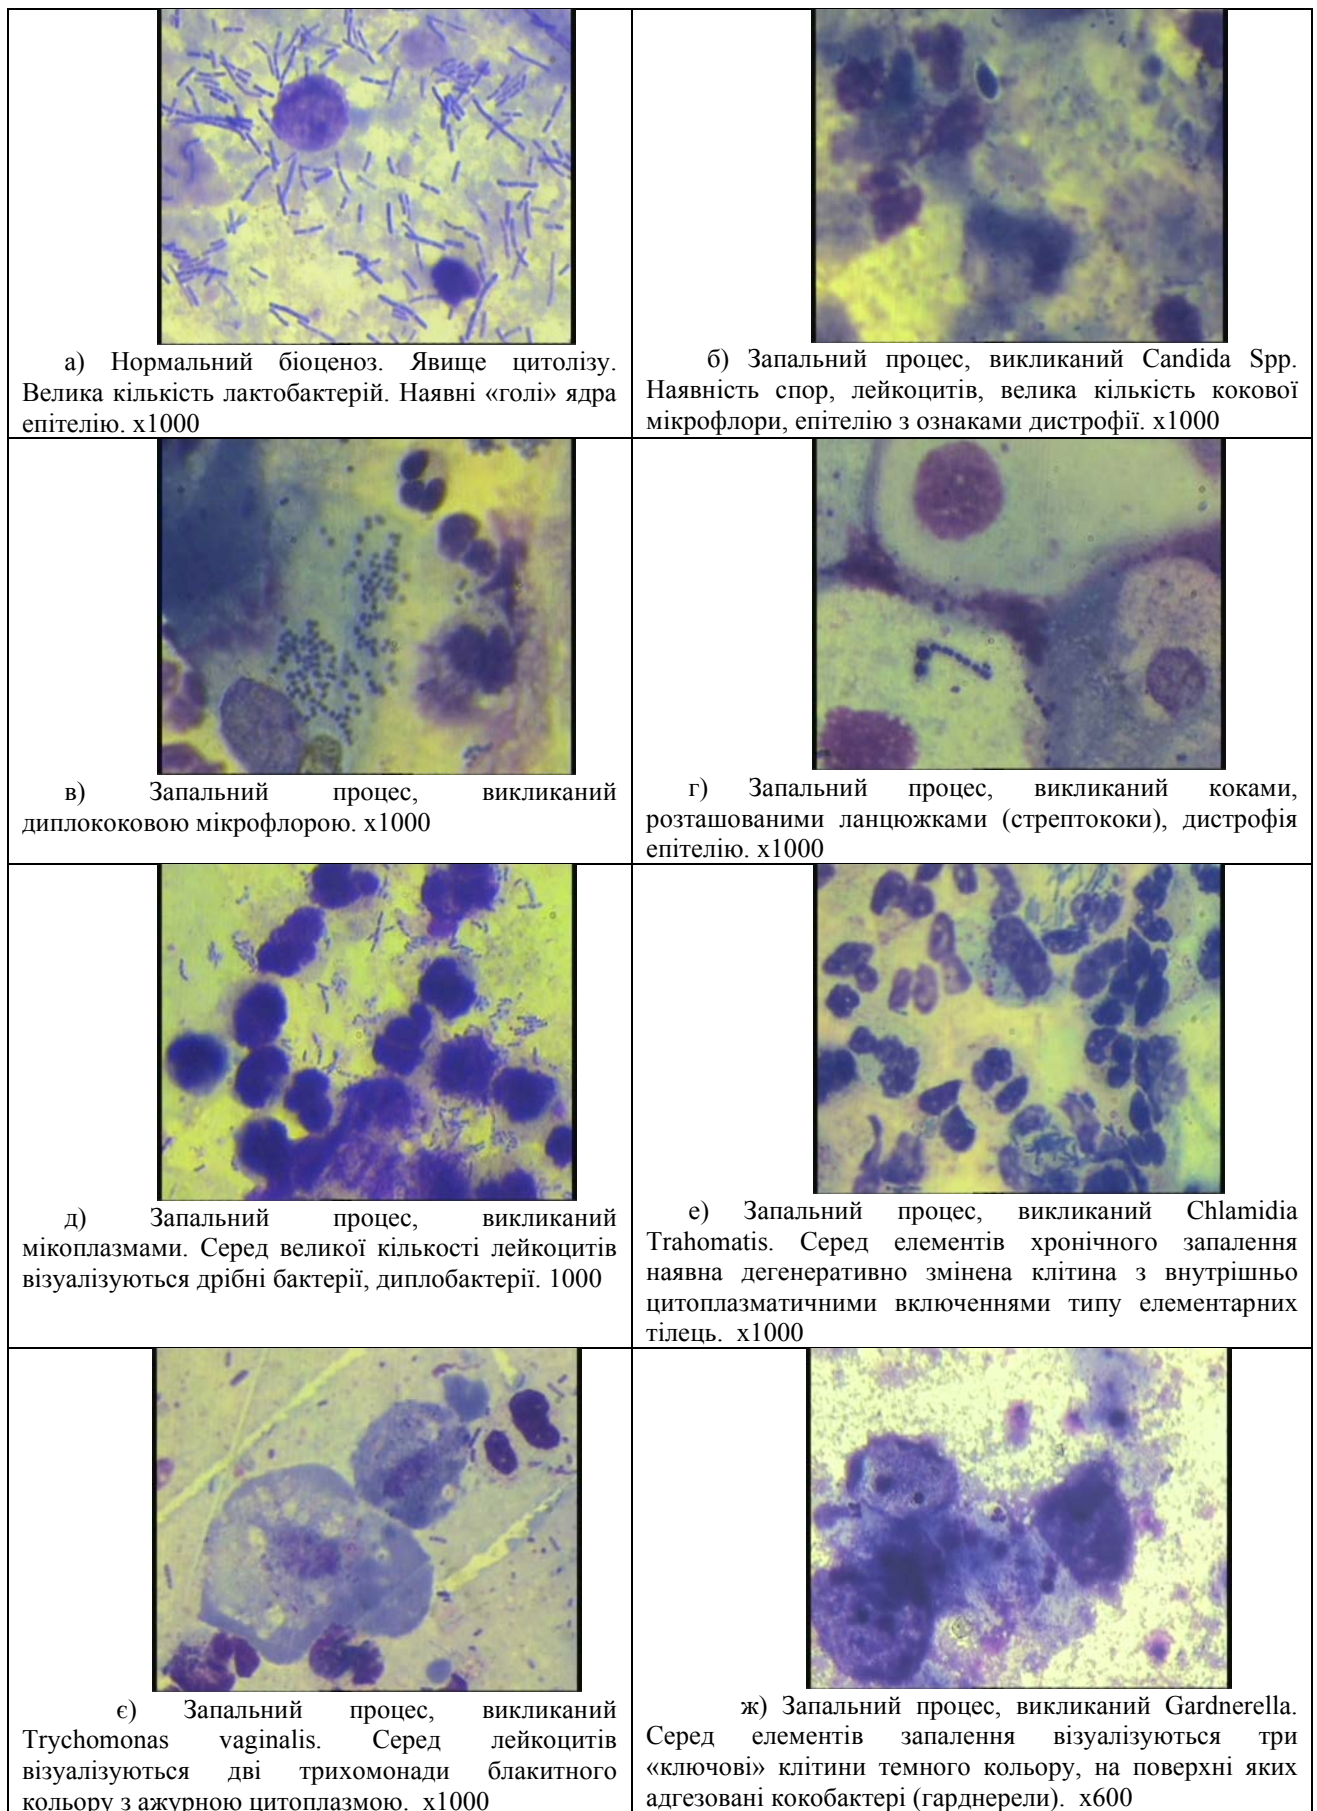 а) Нормальний біоценоз. Явище цитолізу.
Велика кількість лактобактерій. Наявні «голі» ядра
епітелію. х1000
б) Запальний процес, викликаний Candida Spp.
Наявність спор, лейкоцитів, велика кількість кокової
мікрофлори, епітелію з ознаками дистрофії. х1000
в) Запальний процес, викликаний
диплококовою мікрофлорою. х1000
г) Запальний процес, викликаний коками,
розташованими ланцюжками (стрептококи), дистрофія
епітелію. х1000
д) Запальний процес, викликаний
мікоплазмами. Серед великої кількості лейкоцитів
візуалізуються дрібні бактерії, диплобактерії. 1000
е) Запальний процес, викликаний Chlamidia
Trahomatis. Серед елементів хронічного запалення
наявна дегенеративно змінена клітина з внутрішньо
цитоплазматичними включеннями типу елементарних
тілець. х1000
є) Запальний процес, викликаний
Trychomonas vaginalis. Серед лейкоцитів
візуалізуються дві трихомонади блакитного
кольору з ажурною цитоплазмою. х1000
ж) Запальний процес, викликаний Gardnerella.
Серед елементів запалення візуалізуються три
«ключові» клітини темного кольору, на поверхні яких
адгезовані кокобактері (гарднерели). х600